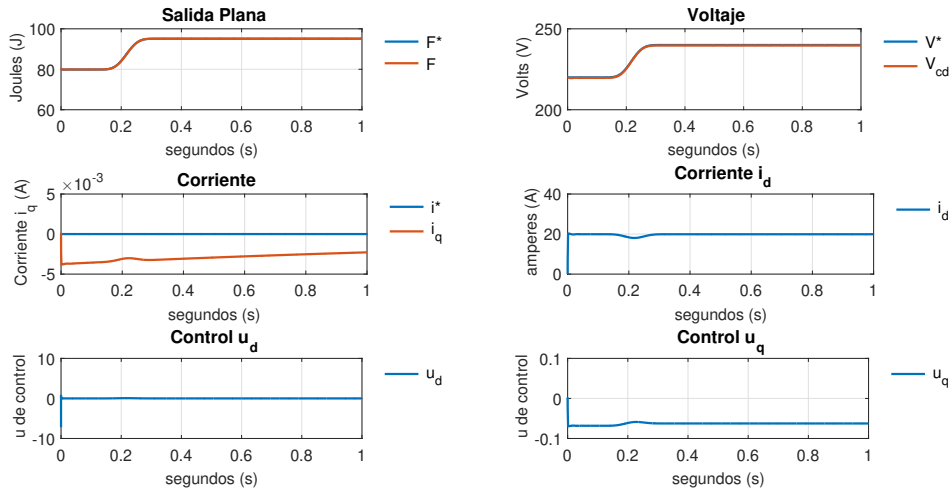 Salida Plana
Joules (J)
100
80
60
0 0.2 0.4 0.6 0.8 1
segundos (s)
F*
F
Voltaje
Volts (V)
250
200
0 0.2 0.4 0.6 0.8 1
segundos (s)
V*
V_cd
Corriente
×10⁻³
Corriente i_q (A)
5
0
-5
0 0.2 0.4 0.6 0.8 1
segundos (s)
i*
i_q
Corriente i_d
amperes (A)
40
20
0
0 0.2 0.4 0.6 0.8 1
segundos (s)
i_d
Control u_d
u de control
10
0
-10
0 0.2 0.4 0.6 0.8 1
segundos (s)
u_d
Control u_q
u de control
0.1
0
-0.1
0 0.2 0.4 0.6 0.8 1
segundos (s)
u_q